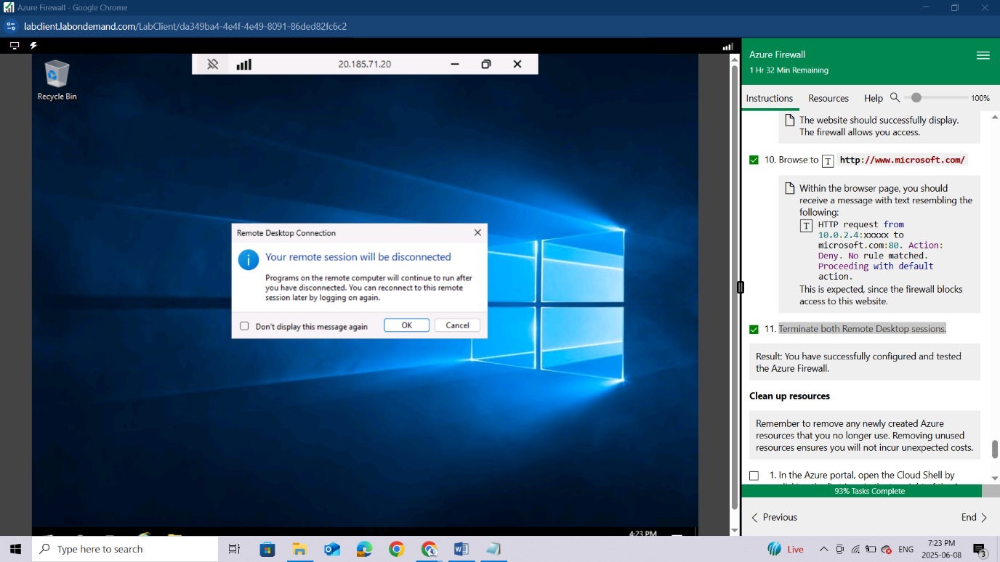 Azure Firewall - Google Chrome
labclient.labondemand.com/LabClient/da349ba4-4e4f-4e49-8091-86ded82fc6c2
Recycle Bin
20.185.71.20
Remote Desktop Connection
Your remote session will be disconnected
Programs on the remote computer will continue to run after
you have disconnected. You can reconnect to this remote
session later by logging on again.
Don't display this message again
OK
Cancel
4:23 PM
Azure Firewall
1 Hr 32 Min Remaining
Instructions
Resources
Help
100%
The website should successfully display.
The firewall allows you access.
10. Browse to T http://www.microsoft.com/
Within the browser page, you should
receive a message with text resembling the
following:
T HTTP request from
10.0.2.4:xxxxx to
microsoft.com:80. Action:
Deny. No rule matched.
Proceeding with default
action.
This is expected, since the firewall blocks
access to this website.
11. Terminate both Remote Desktop sessions.
Result: You have successfully configured and tested
the Azure Firewall.
Clean up resources
Remember to remove any newly created Azure
resources that you no longer use. Removing unused
resources ensures you will not incur unexpected costs.
1. In the Azure portal, open the Cloud Shell by
93% Tasks Complete
Previous
End
Type here to search
Live
ENG
7:23 PM
2025-06-08
3